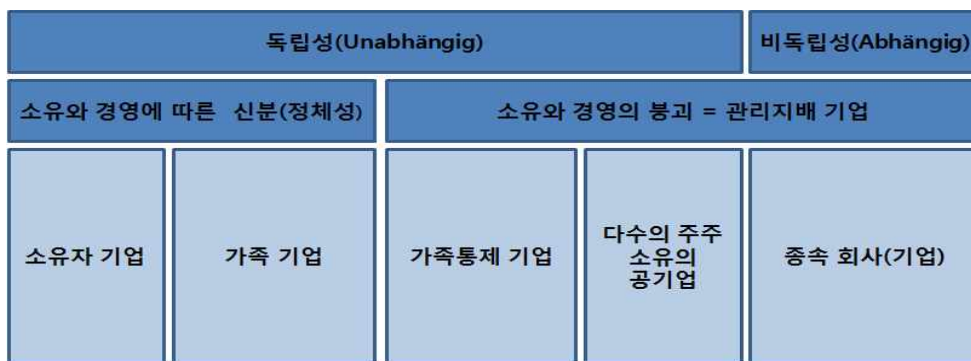 독립성(Unabhängig)
비독립성(Abhängig)
소유와 경영에 따른 신분(정체성)
소유와 경영의 붕괴 = 관리지배 기업
소유자 기업
가족 기업
가족통제 기업
다수의 주주
소유의
공기업
종속 회사(기업)